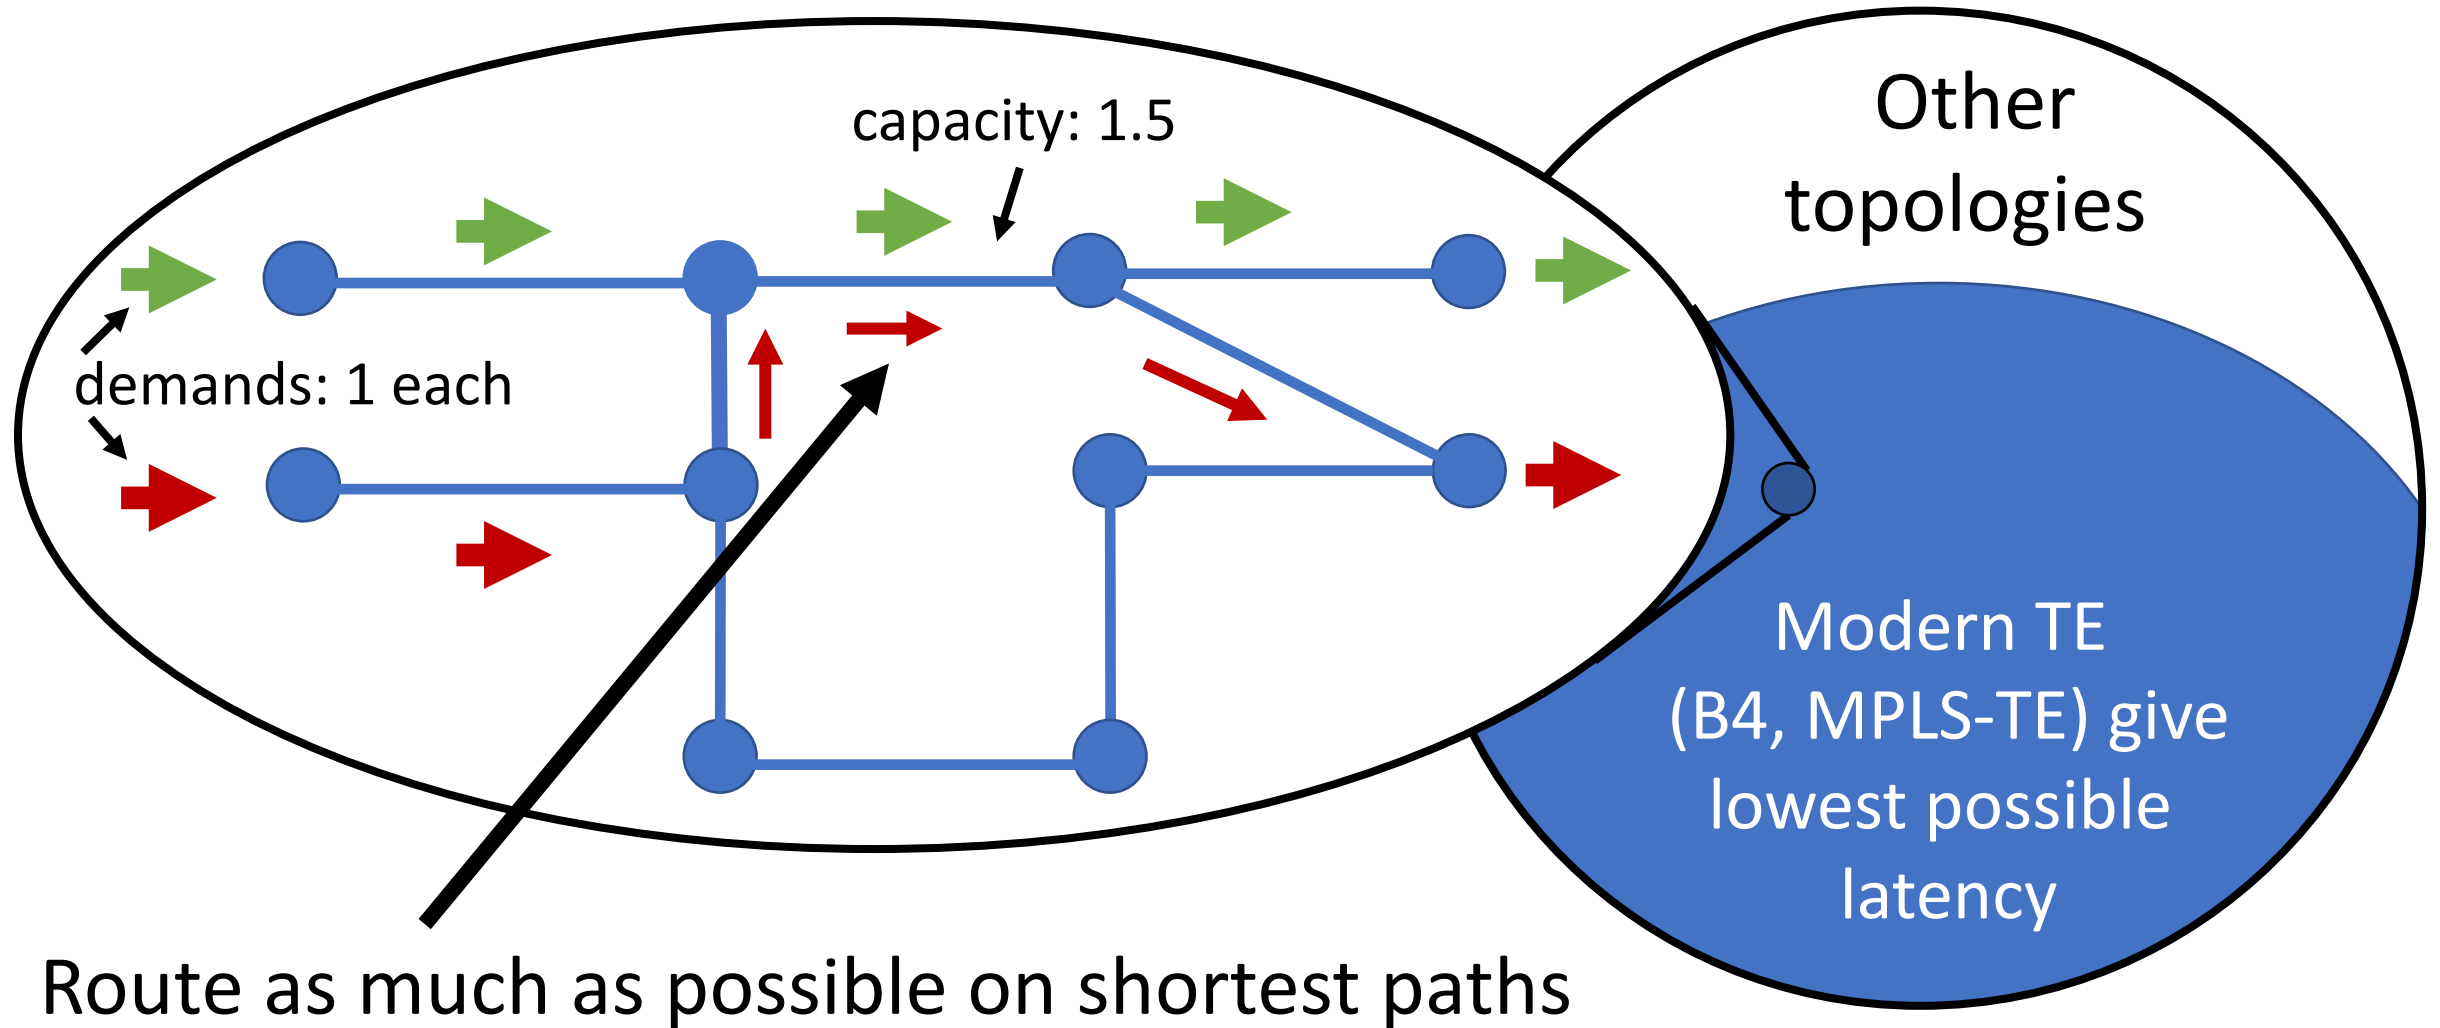 capacity: 1.5
demands: 1 each
Route as much as possible on shortest paths
Other
topologies
Modern TE
(B4, MPLS-TE) give
lowest possible
latency